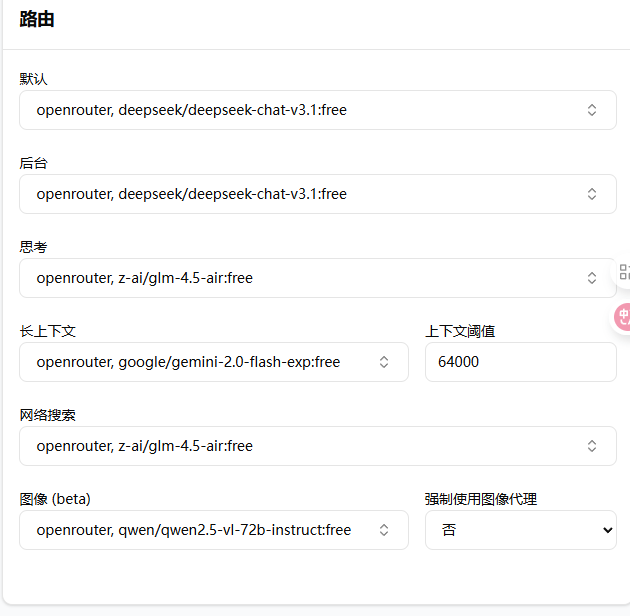 路由
默认
openrouter, deepseek/deepseek-chat-v3.1:free
后台
openrouter, deepseek/deepseek-chat-v3.1:free
思考
openrouter, z-ai/glm-4.5-air:free
长上下文
上下文阈值
openrouter, google/gemini-2.0-flash-exp:free
64000
网络搜索
openrouter, z-ai/glm-4.5-air:free
图像 (beta)
强制使用图像代理
openrouter, qwen/qwen2.5-vl-72b-instruct:free
否